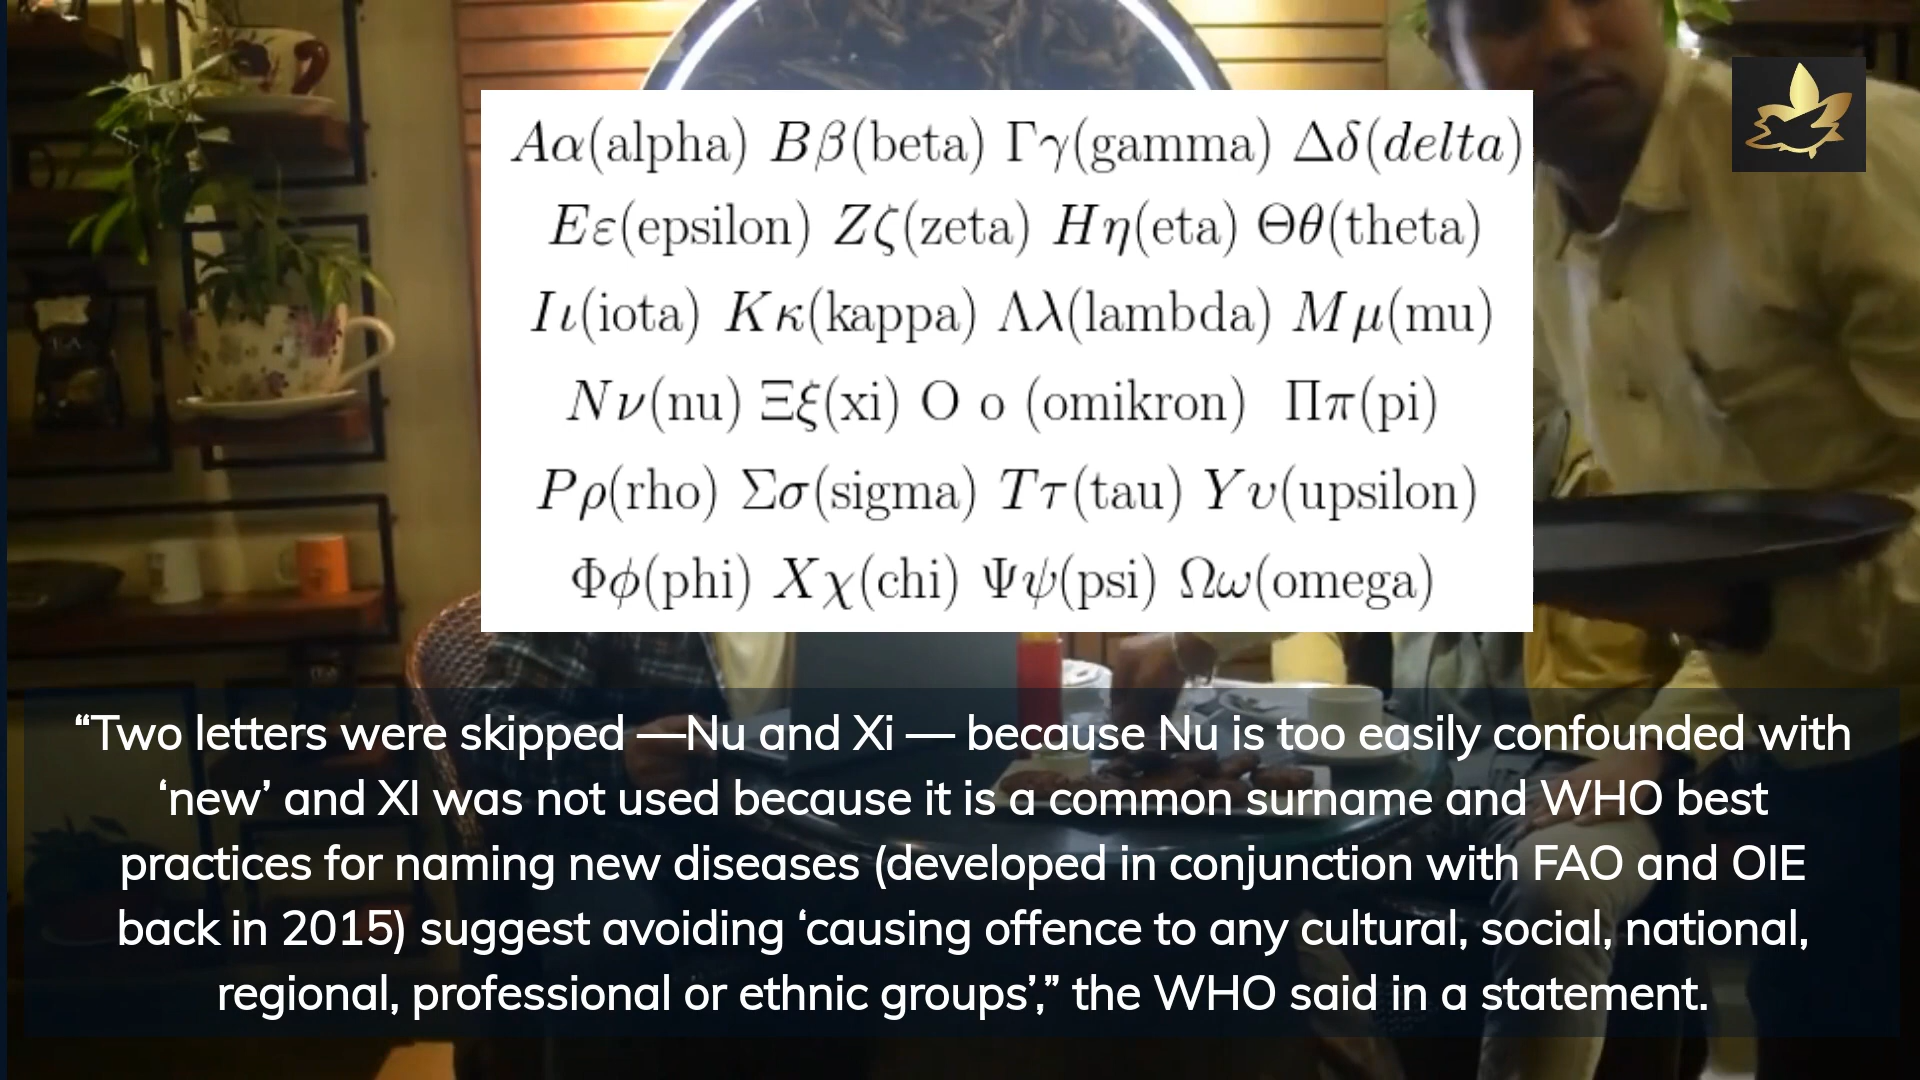 Aα(alpha) Bβ(beta) Γγ(gamma) Δδ(delta)
Eε(epsilon) Zζ(zeta) Hη(eta) Θθ(theta)
Iι(iota) Kκ(kappa) Λλ(lambda) Mμ(mu)
Nν(nu) Ξξ(xi) O o (omikron) Ππ(pi)
Pρ(rho) Σσ(sigma) Tτ(tau) Yυ(upsilon)
Φϕ(phi) Xχ(chi) Ψψ(psi) Ωω(omega)
“Two letters were skipped —Nu and Xi — because Nu is too easily confounded with
‘new’ and XI was not used because it is a common surname and WHO best
practices for naming new diseases (developed in conjunction with FAO and OIE
back in 2015) suggest avoiding ‘causing offence to any cultural, social, national,
regional, professional or ethnic groups’,” the WHO said in a statement.